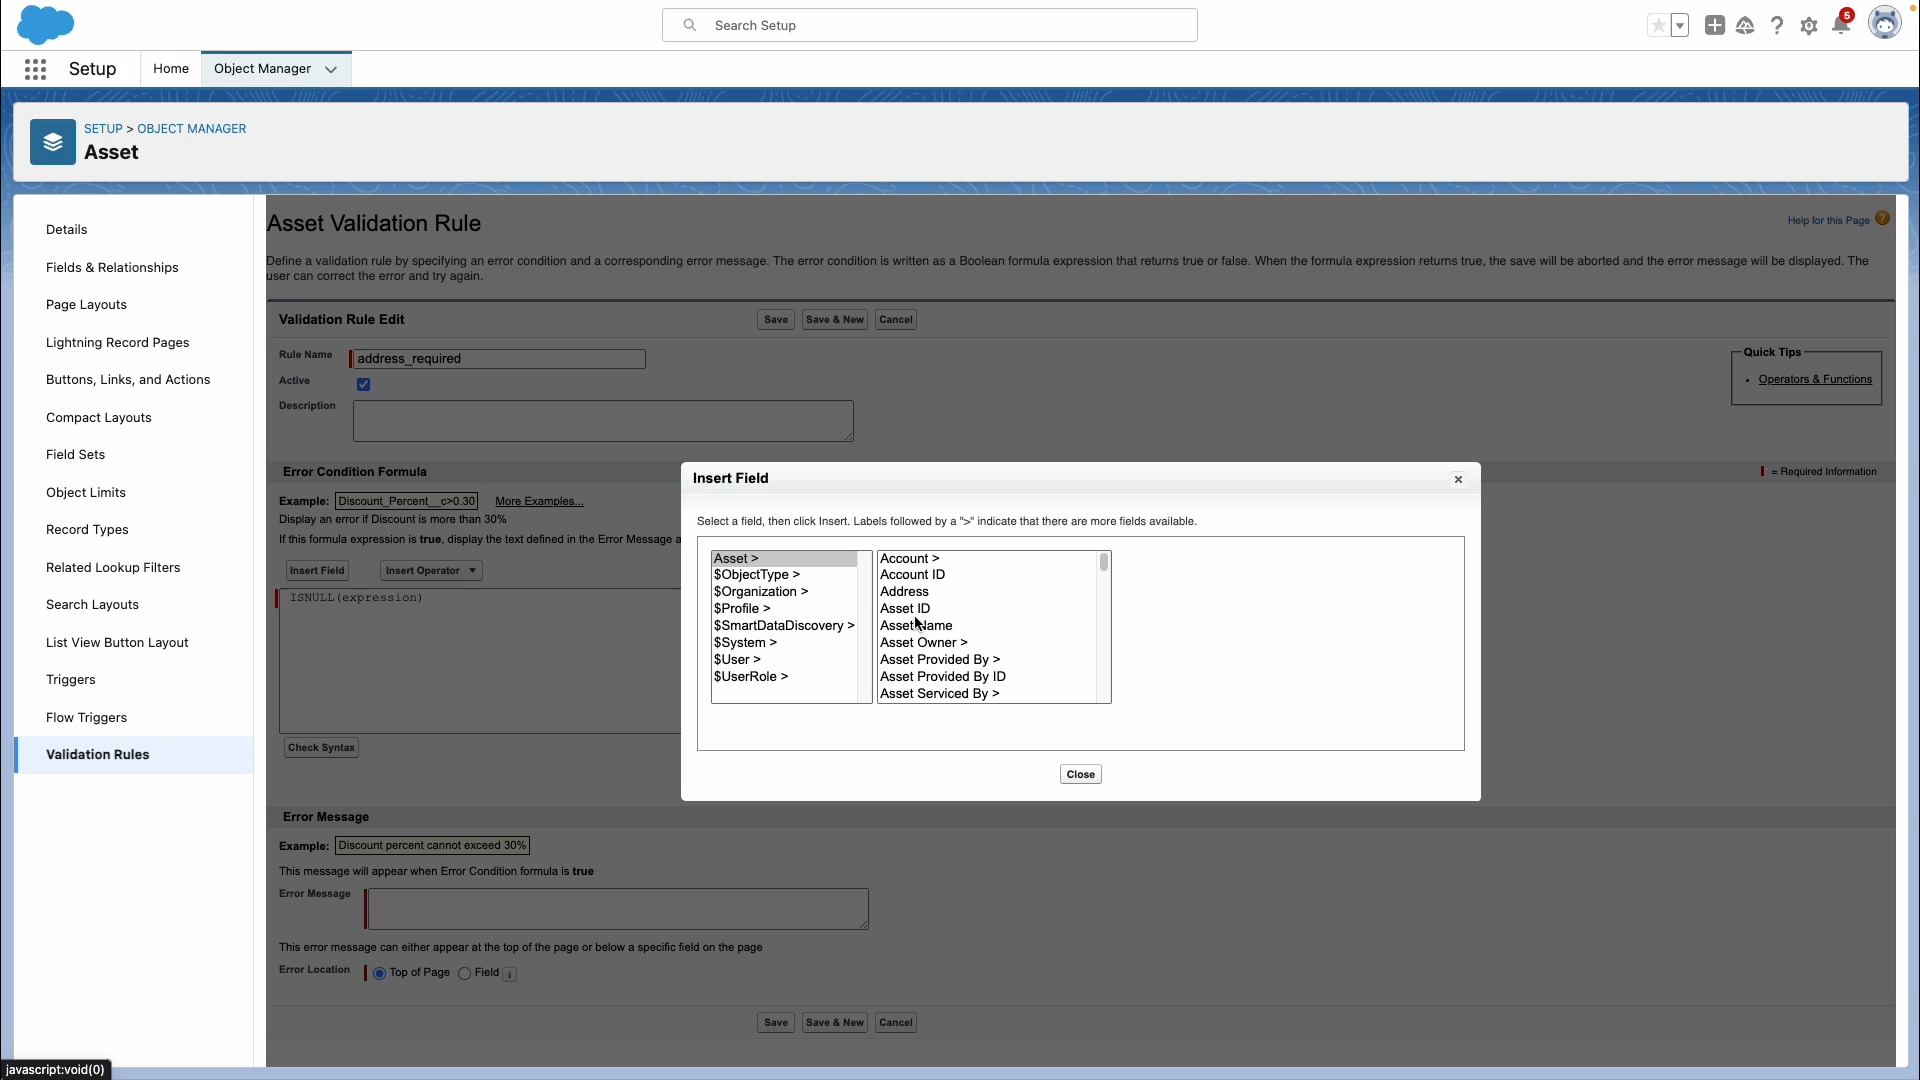 Search Setup
5
Setup
Home
Object Manager
SETUP > OBJECT MANAGER
Asset
Details
Fields & Relationships
Page Layouts
Lightning Record Pages
Buttons, Links, and Actions
Compact Layouts
Field Sets
Object Limits
Record Types
Related Lookup Filters
Search Layouts
List View Button Layout
Triggers
Flow Triggers
Validation Rules
Asset Validation Rule
Help for this Page ?
Define a validation rule by specifying an error condition and a corresponding error message. The error condition is written as a Boolean formula expression that returns true or false. When the formula expression returns true, the save will be aborted and the error message will be displayed. The
user can correct the error and try again.
Validation Rule Edit
Save
Save & New
Cancel
Rule Name
address_required
Active
Description
Quick Tips
• Operators & Functions
Error Condition Formula
= Required Information
Example:
Discount_Percent__c>0.30
More Examples...
Display an error if Discount is more than 30%
If this formula expression is true, display the text defined in the Error Message a
Insert Field
Insert Operator
ISNULL(expression)
Check Syntax
Insert Field
Select a field, then click Insert. Labels followed by a ">" indicate that there are more fields available.
Asset >
$ObjectType >
$Organization >
$Profile >
$SmartDataDiscovery >
$System >
$User >
$UserRole >
Account >
Account ID
Address
Asset ID
Asset Name
Asset Owner >
Asset Provided By >
Asset Provided By ID
Asset Serviced By >
Close
Error Message
Example:
Discount percent cannot exceed 30%
This message will appear when Error Condition formula is true
Error Message
This error message can either appear at the top of the page or below a specific field on the page
Error Location
Top of Page
Field
i
Save
Save & New
Cancel
javascript:void(0)